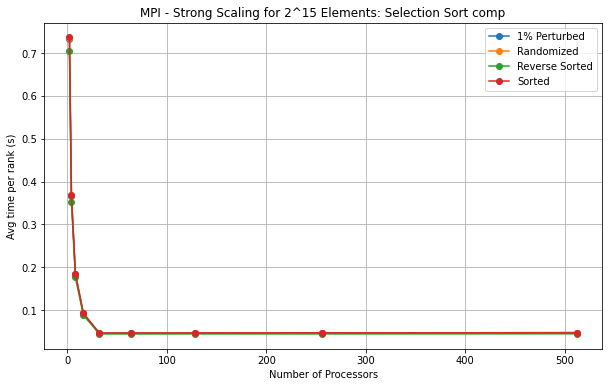 MPI - Strong Scaling for 2^15 Elements: Selection Sort comp
1% Perturbed
Randomized
Reverse Sorted
Sorted
Avg time per rank (s)
0.7
0.6
0.5
0.4
0.3
0.2
0.1
0 100 200 300 400 500
Number of Processors